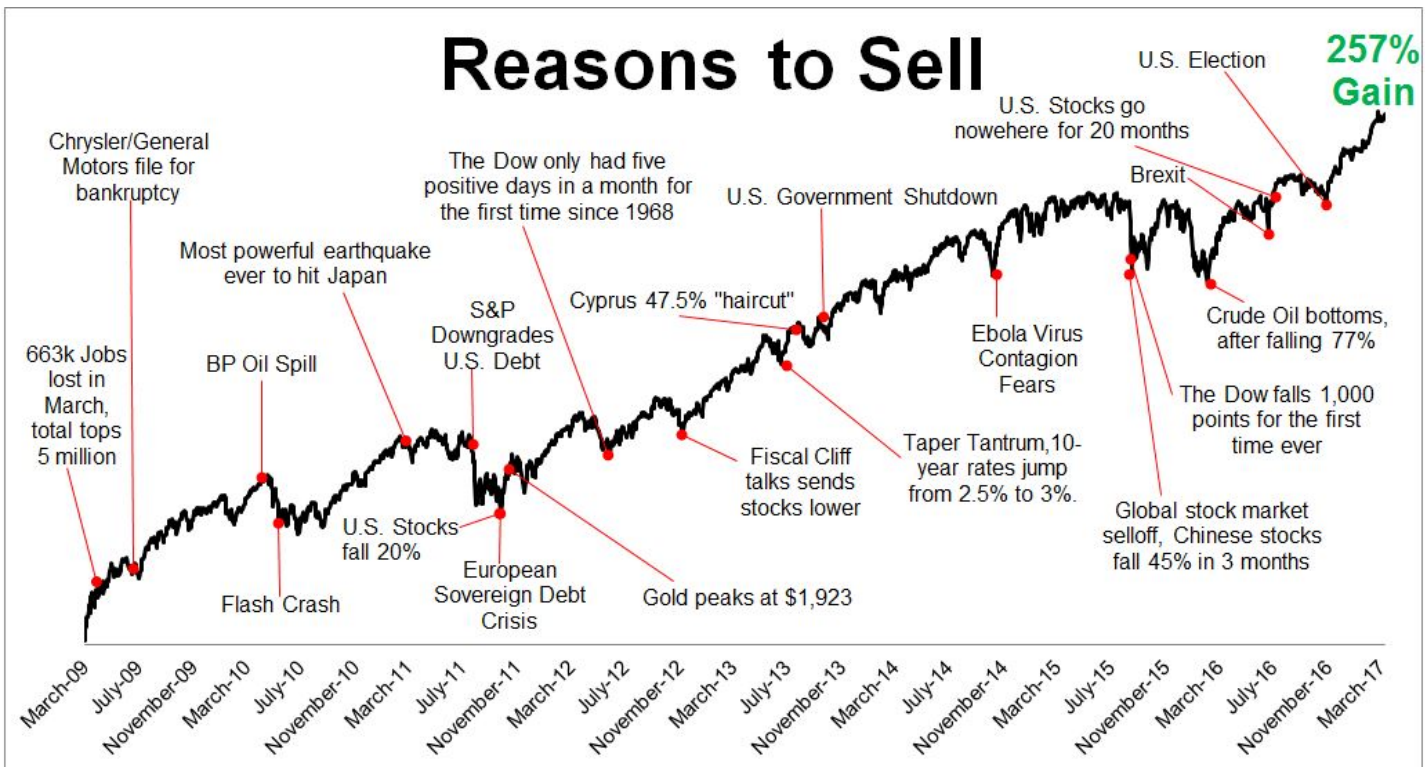 Reasons to Sell
257%
Gain
U.S. Election
U.S. Stocks go
nowehere for 20 months
Brexit
Chrysler/General
Motors file for
bankruptcy
The Dow only had five
positive days in a month for
the first time since 1968
U.S. Government Shutdown
Most powerful earthquake
ever to hit Japan
Cyprus 47.5% "haircut"
S&P
Downgrades
U.S. Debt
663k Jobs
lost in
March,
total tops
5 million
BP Oil Spill
Ebola Virus
Contagion
Fears
Crude Oil bottoms,
after falling 77%
The Dow falls 1,000
points for the first
time ever
Taper Tantrum,10-
year rates jump
from 2.5% to 3%.
Fiscal Cliff
talks sends
stocks lower
Global stock market
selloff, Chinese stocks
fall 45% in 3 months
U.S. Stocks
fall 20%
European
Sovereign Debt
Crisis
Gold peaks at $1,923
Flash Crash
March-09
July-09
November-09
March-10
July-10
November-10
March-11
July-11
November-11
March-12
July-12
November-12
March-13
July-13
November-13
March-14
July-14
November-14
March-15
July-15
November-15
March-16
July-16
November-16
March-17